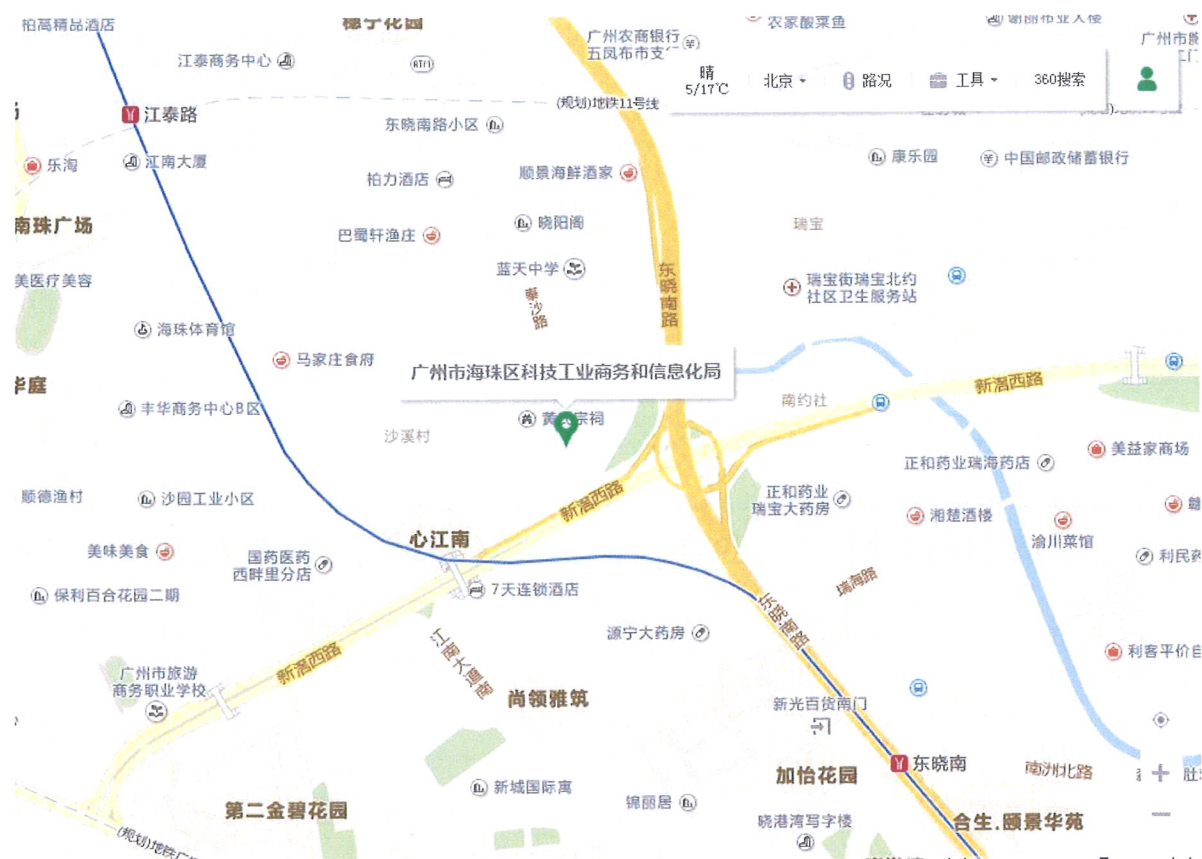 柏高精品酒店
穗宁花园
农家酸菜鱼
谢丽布业大楼
广州农商银行
五凤布市支
江泰商务中心
ATM
晴
5/17℃
北京
路况
工具
360搜索
(规划)地铁11号线
江泰路
东晓南路小区
乐淘
江南大厦
康乐园
中国邮政储蓄银行
柏力酒店
顺景海鲜酒家
南珠广场
晓阳阁
瑞宝
巴蜀轩渔庄
美医疗美容
蓝天中学
东晓南路
瑞宝街瑞宝北约
社区卫生服务站
海珠体育馆
马家庄食府
广州市海珠区科技工业商务和信息化局
新滘西路
华庭
丰华商务中心B区
沙溪村
南约社
美益家商场
正和药业瑞海药店
顺德渔村
沙园工业小区
新滘西路
正和药业
瑞宝大药房
湘楚酒楼
渝川菜馆
心江南
美味美食
国药医药
西畔里分店
利民药
7天连锁酒店
瑞海路
保利百合花园二期
东晓南路
源宁大药房
江南大道南
利客平价自
新滘西路
广州市旅游
商务职业学校
尚领雅筑
新光百货南门
东晓南
南洲北路
加怡花园
新城国际寓
锦丽居
第二金碧花园
晓港湾写字楼
合生.颐景华苑
(规划)地铁广